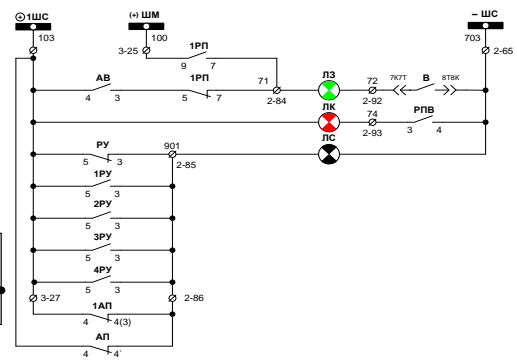 ⊕1ШС (+) ШМ – ШС
103 100 703
3-25 1РП 2-65
9 7
АВ 1РП 71 ЛЗ 72 7К7Т В 8Т8К
4 3 5 7 2-84 2-92
ЛК 74 РПВ
2-93 3 4
РУ 901 ЛС
5 3 2-85
1РУ
5 3
2РУ
5 3
3РУ
5 3
4РУ
5 3
3-27 2-86
1АП
4 4(3)
АП
4 4'